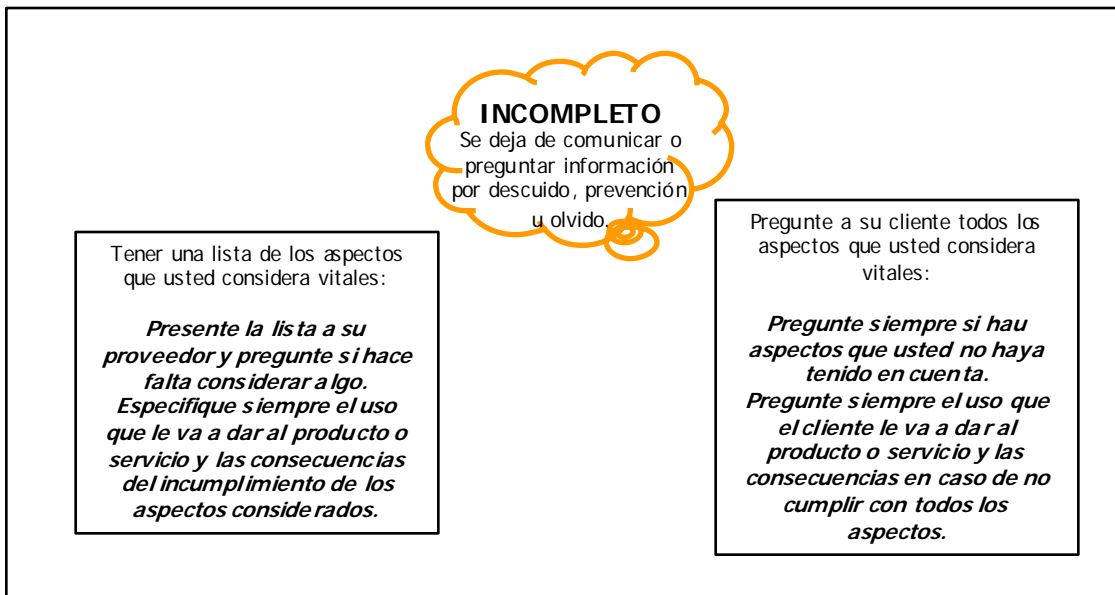 INCOMPLETO
Se deja de comunicar o
preguntar información
por descuido, prevención
u olvido.
Tener una lista de los aspectos
que usted considera vitales:
Presente la lista a su
proveedor y pregunte si hace
falta considerar algo.
Especifique siempre el uso
que le va a dar al producto o
servicio y las consecuencias
del incumplimiento de los
aspectos considerados.
Pregunte a su cliente todos los
aspectos que usted considera
vitales:
Pregunte siempre si hau
aspectos que usted no haya
tenido en cuenta.
Pregunte siempre el uso que
el cliente le va a dar al
producto o servicio y las
consecuencias en caso de no
cumplir con todos los
aspectos.